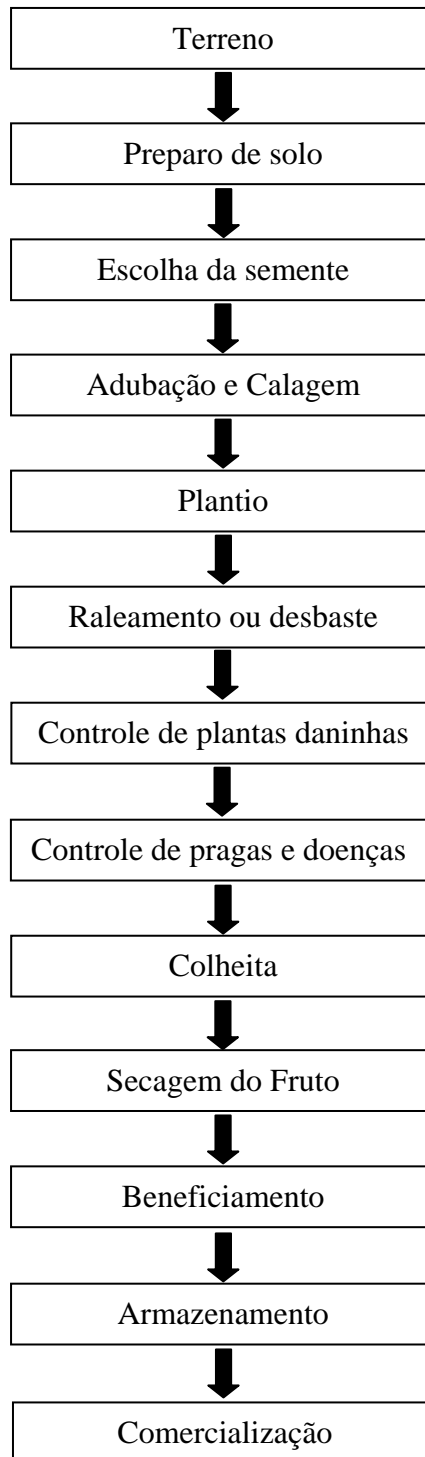 Terreno
Preparo de solo
Escolha da semente
Adubação e Calagem
Plantio
Raleamento ou desbaste
Controle de plantas daninhas
Controle de pragas e doenças
Colheita
Secagem do Fruto
Beneficiamento
Armazenamento
Comercialização